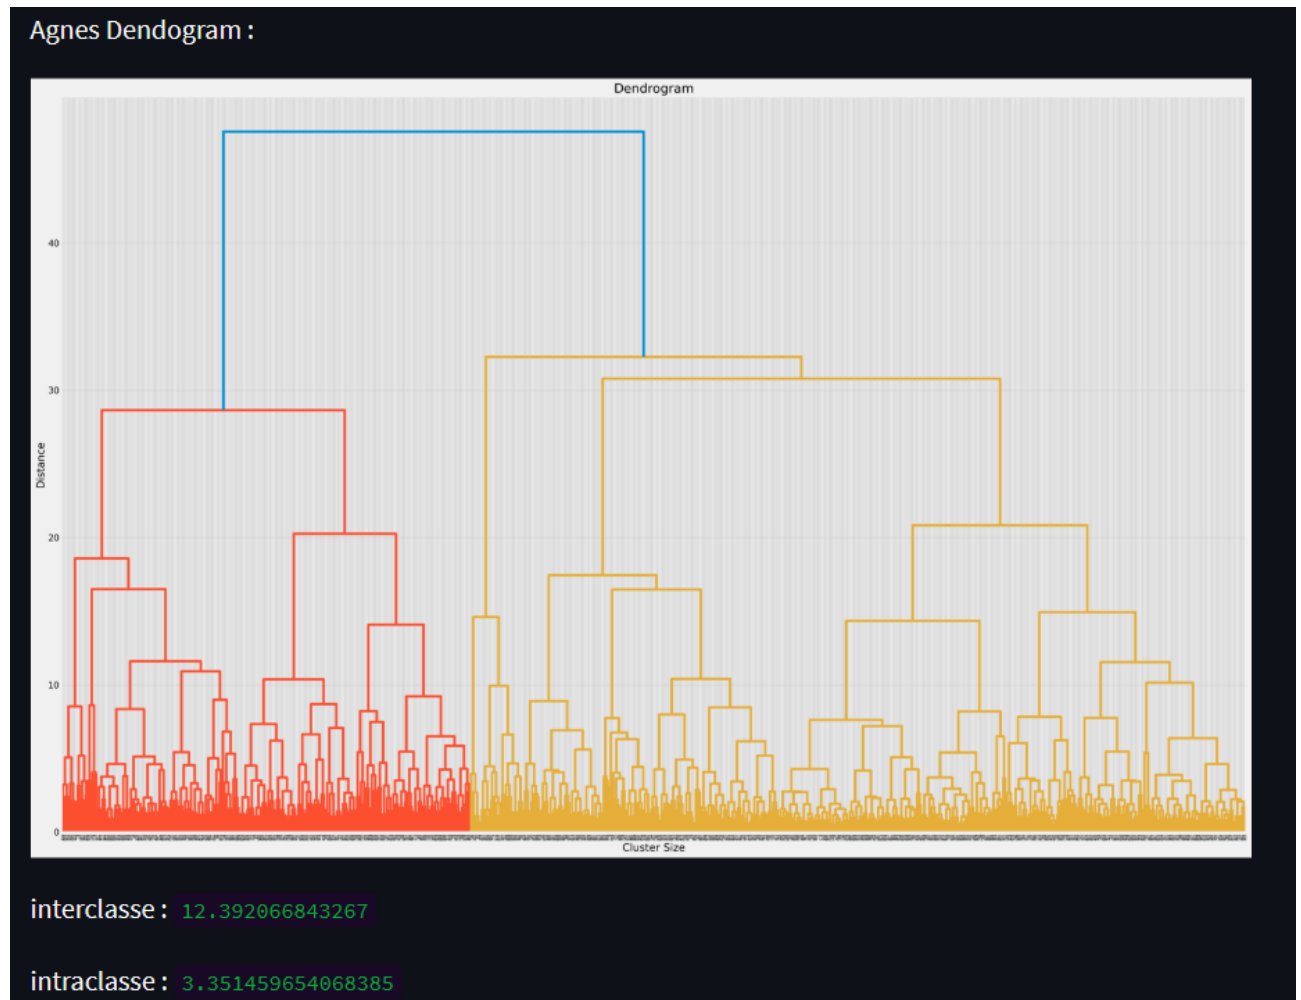 Agnes Dendogram :
Dendrogram
40
30
20
10
0
Distance
Cluster Size
interclasse : 12.392066843267
intraclasse : 3.351459654068385